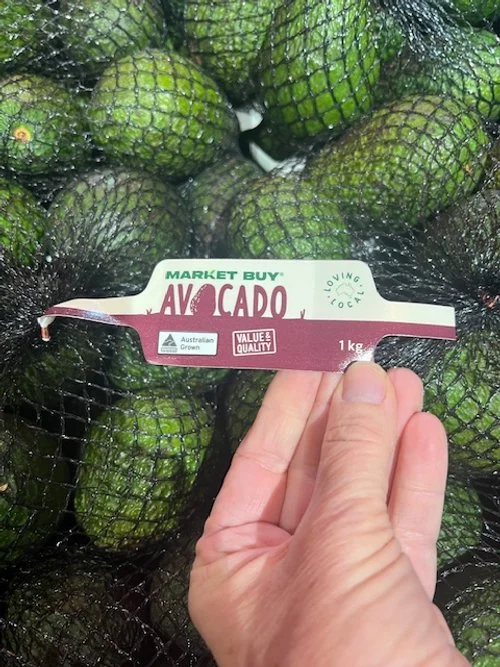 MARKET BUY®
AVOCADO
LOVING
LOCAL
Australian
Grown
VALUE &
QUALITY
1 kg